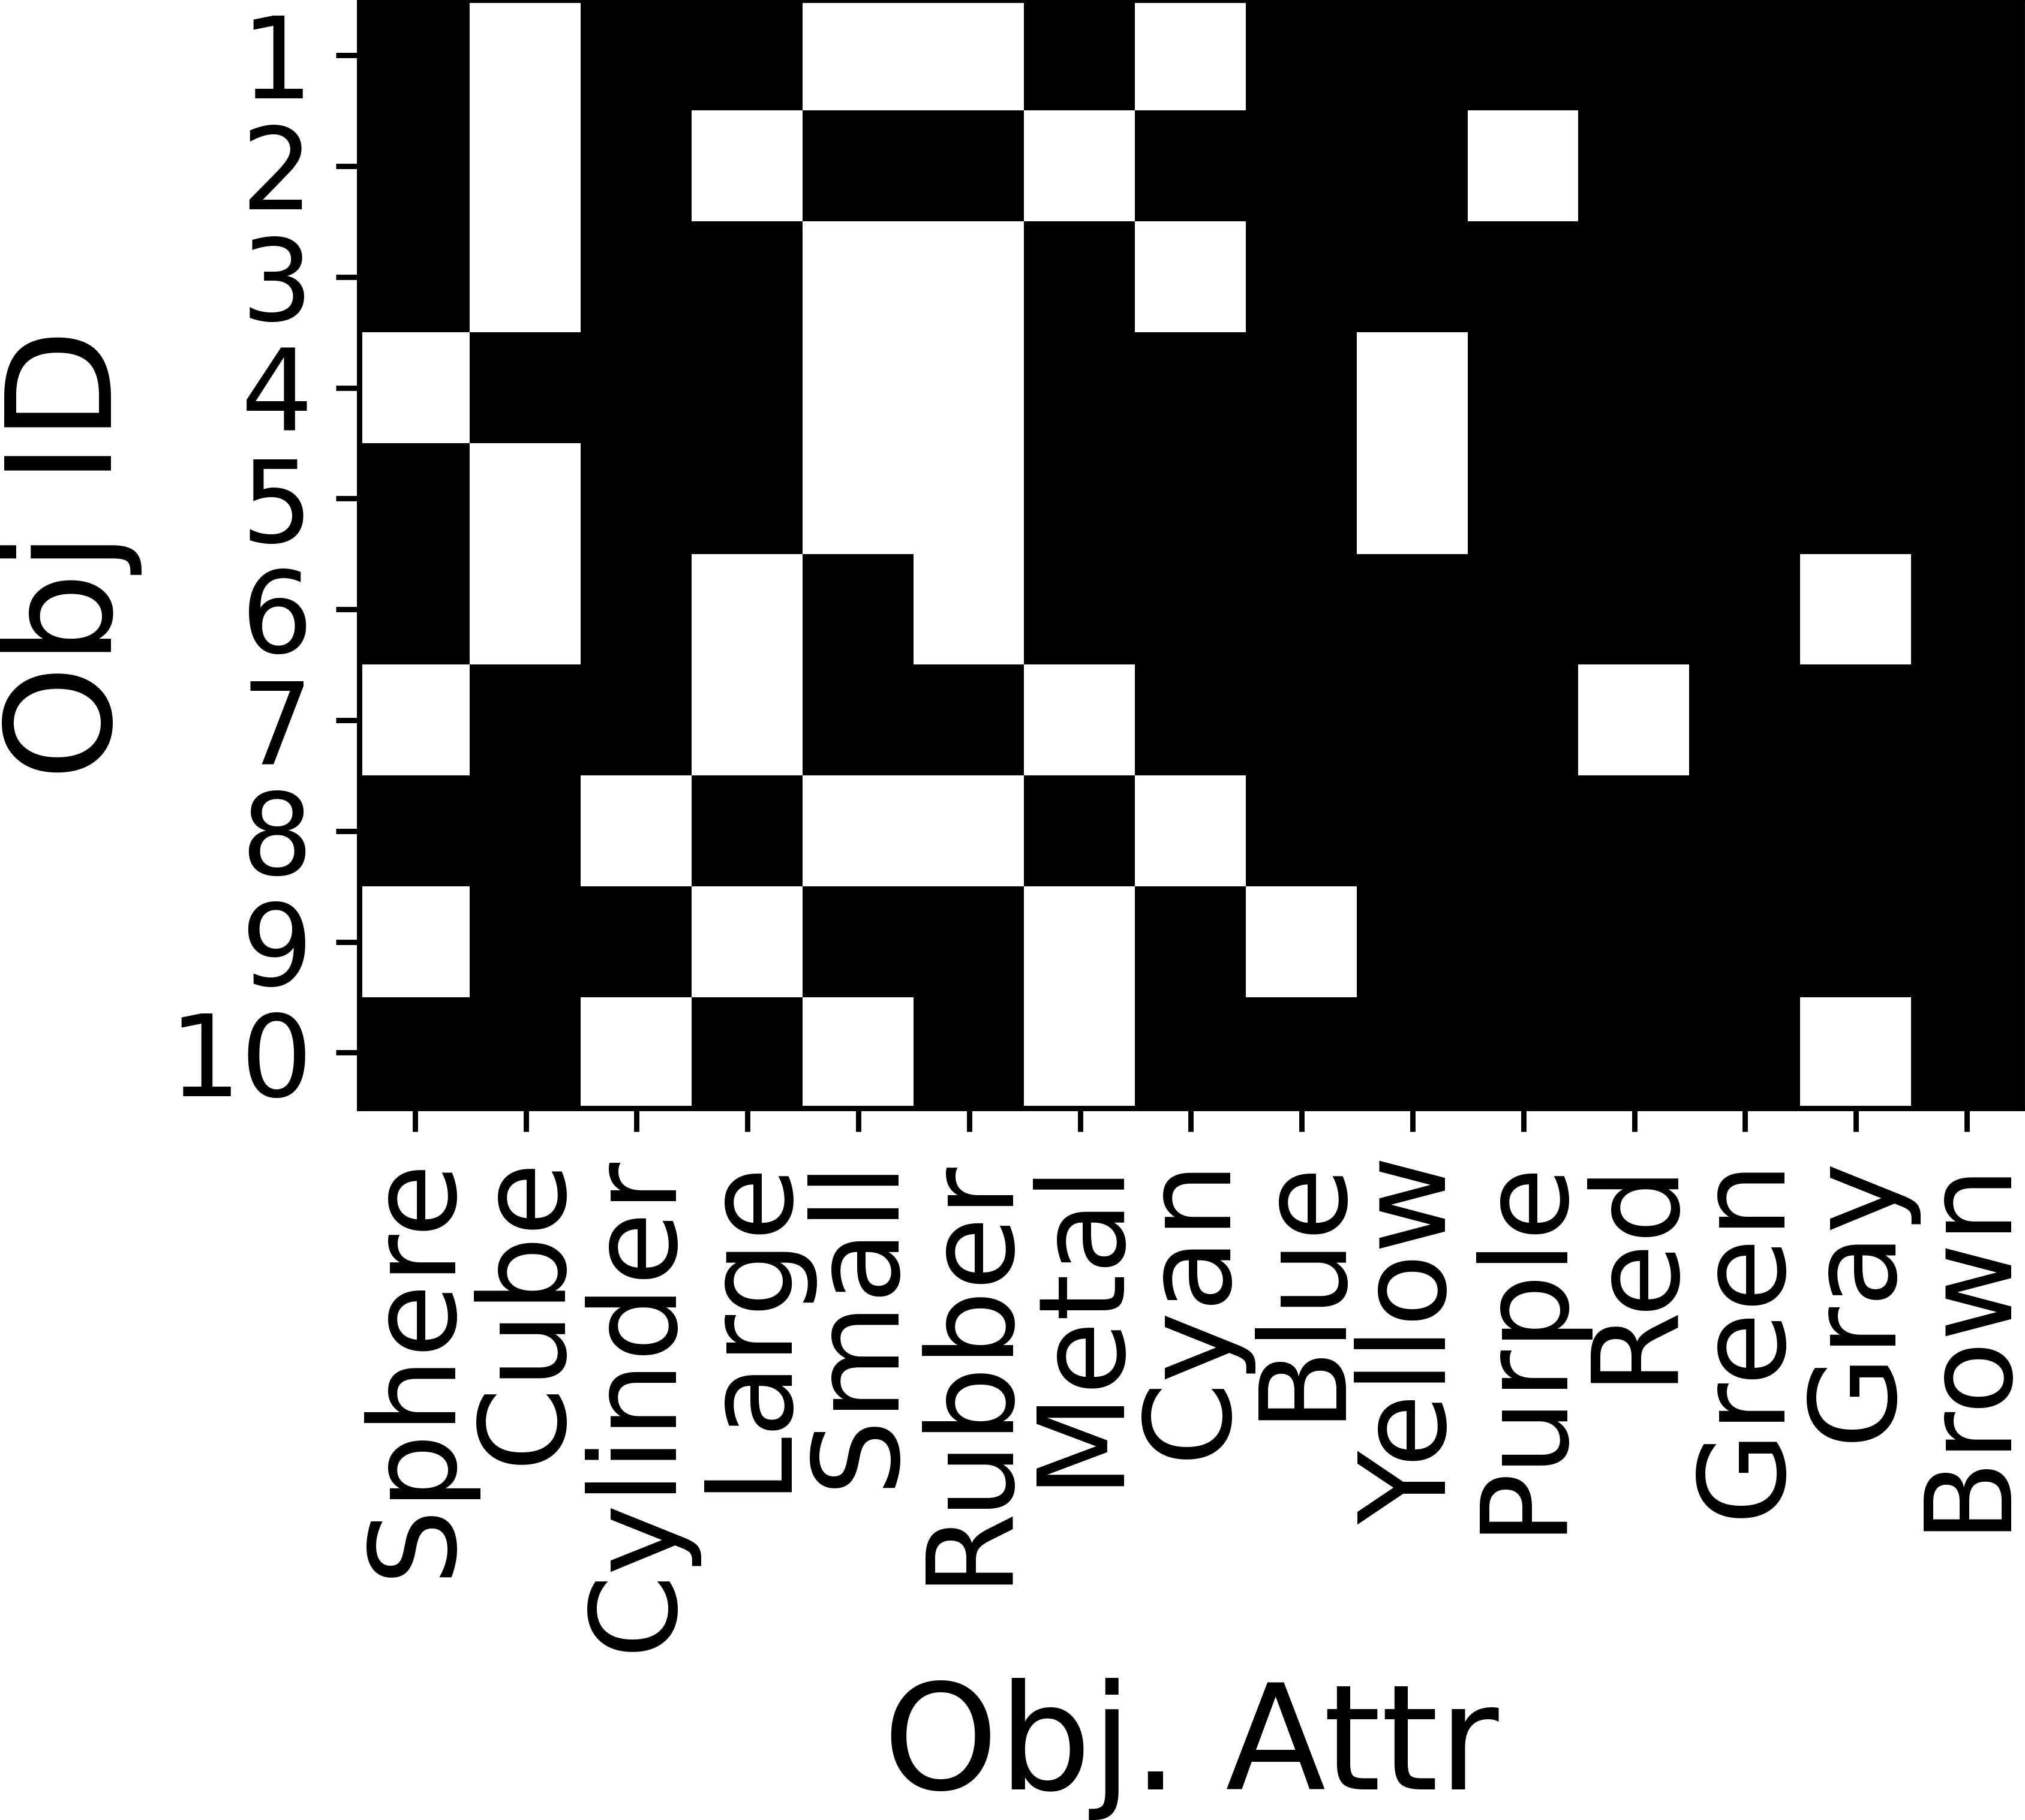 Obj ID
1
2
3
4
5
6
7
8
9
10
Sphere
Cube
Cylinder
Large
Small
Rubber
Metal
Cyan
Blue
Yellow
Purple
Red
Green
Gray
Brown
Obj. Attr